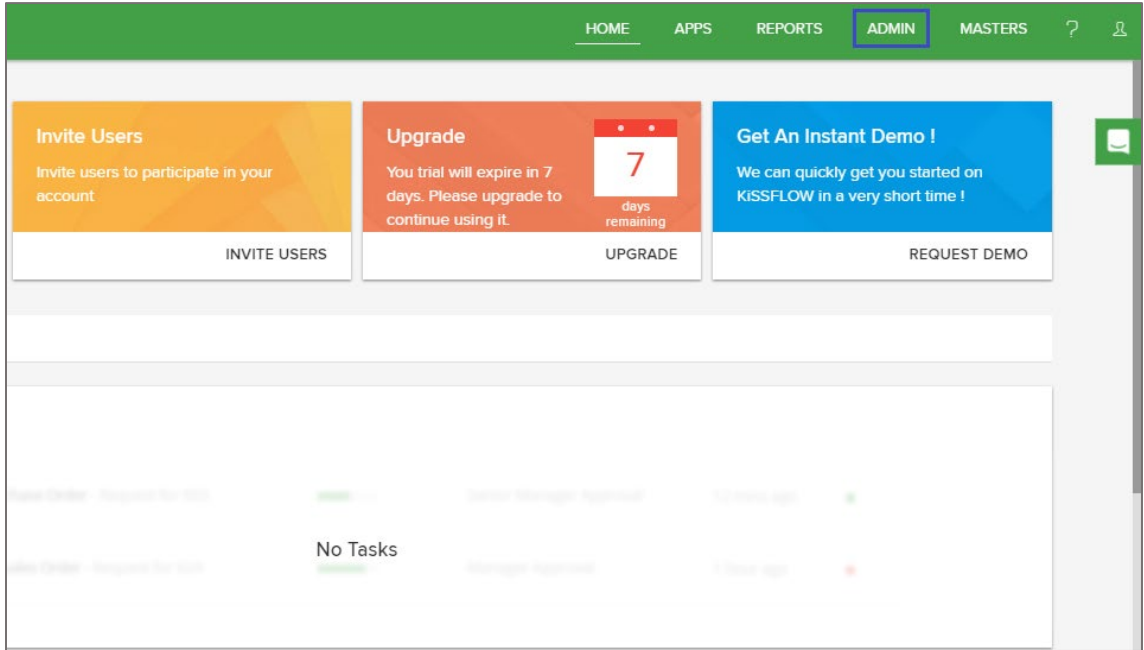 HOME APPS REPORTS ADMIN MASTERS ?
Invite Users
Invite users to participate in your
account
INVITE USERS
Upgrade
You trial will expire in 7
days. Please upgrade to
continue using it.
7
days
remaining
UPGRADE
Get An Instant Demo !
We can quickly get you started on
KiSSFLOW in a very short time !
REQUEST DEMO
No Tasks